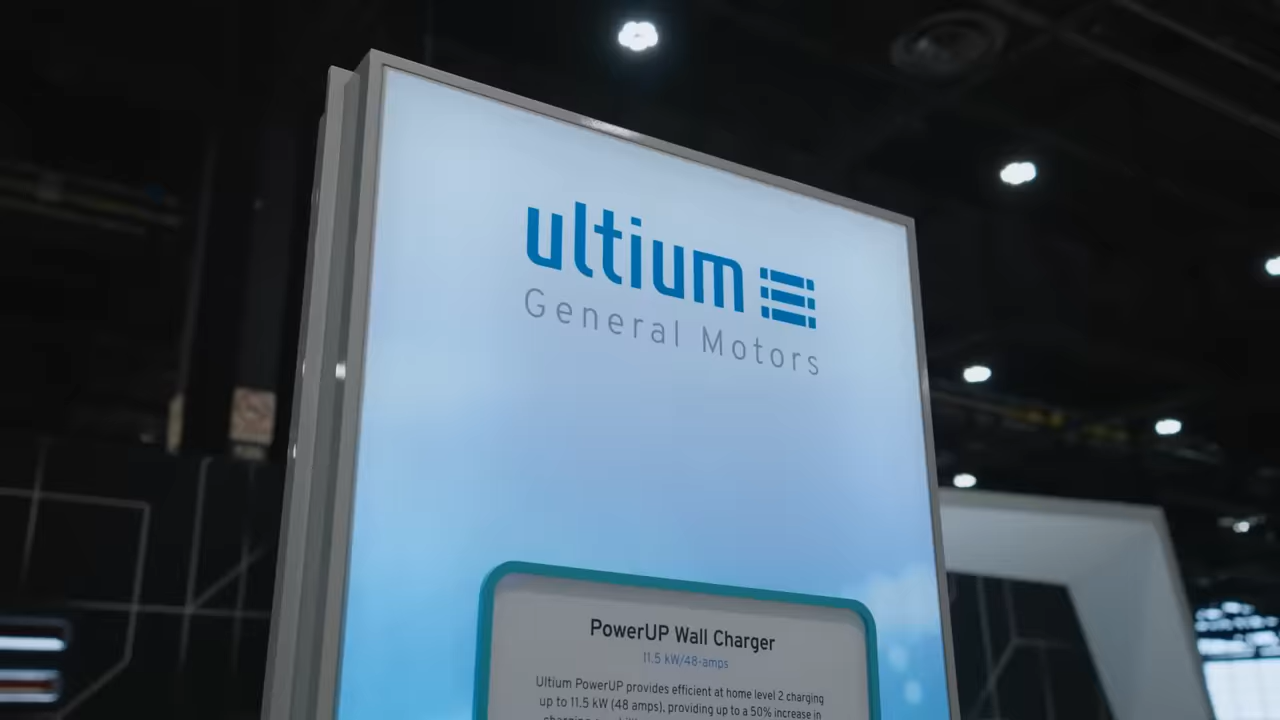 ultium
General Motors
PowerUP Wall Charger
11.5 kW/48-amps
Ultium PowerUP provides efficient at home level 2 charging
up to 11.5 kW (48 amps), providing up to a 50% increase in